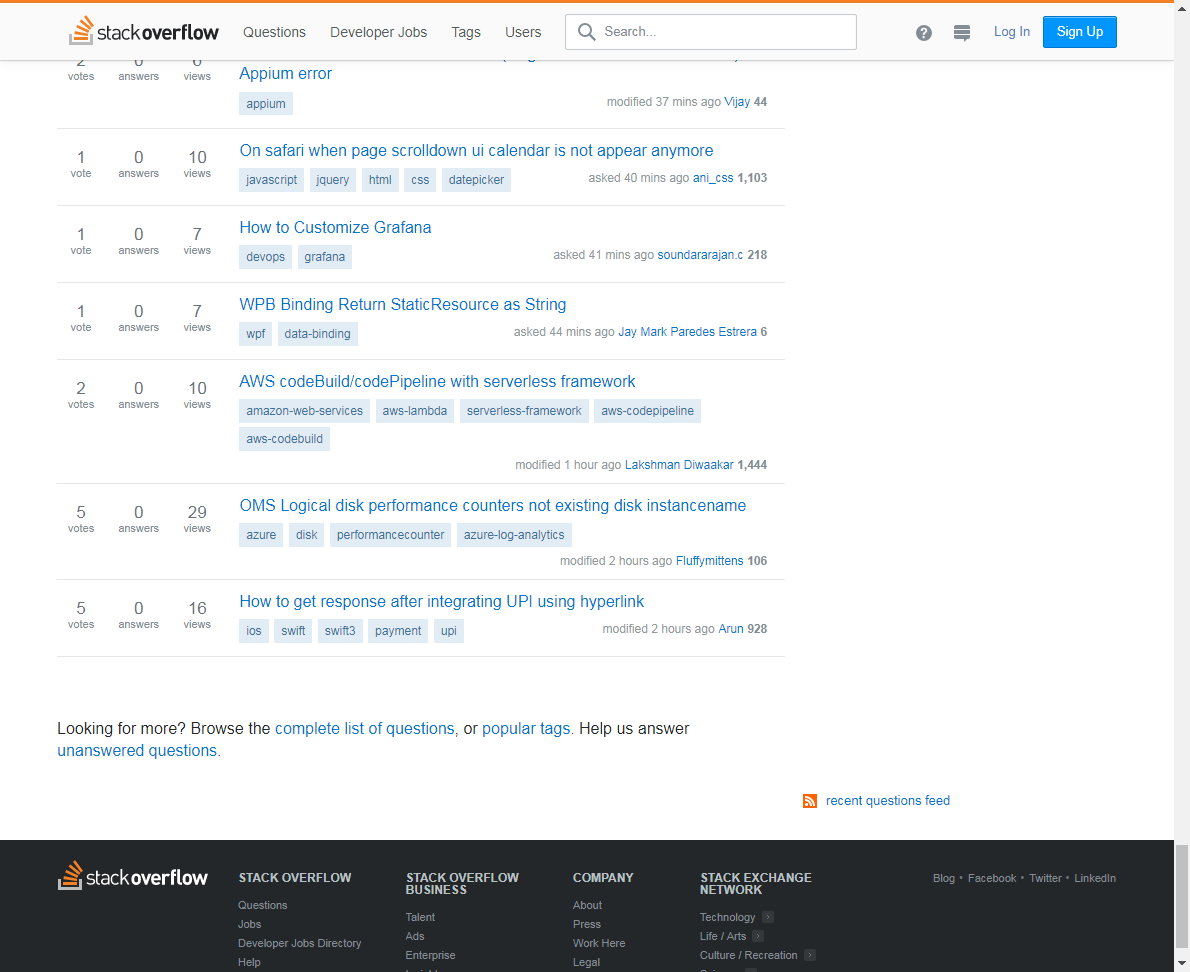 stackoverflow Questions Developer Jobs Tags Users Search... ? Log In Sign Up
2 0 6
votes answers views
Appium error
appium
modified 37 mins ago Vijay 44
1 0 10
vote answers views
On safari when page scrolldown ui calendar is not appear anymore
javascript jquery html css datepicker
asked 40 mins ago ani_css 1,103
1 0 7
vote answers views
How to Customize Grafana
devops grafana
asked 41 mins ago soundararajan.c 218
1 0 7
vote answers views
WPB Binding Return StaticResource as String
wpf data-binding
asked 44 mins ago Jay Mark Paredes Estrera 6
2 0 10
votes answers views
AWS codeBuild/codePipeline with serverless framework
amazon-web-services aws-lambda serverless-framework aws-codepipeline
aws-codebuild
modified 1 hour ago Lakshman Diwaakar 1,444
5 0 29
votes answers views
OMS Logical disk performance counters not existing disk instancename
azure disk performancecounter azure-log-analytics
modified 2 hours ago Fluffymittens 106
5 0 16
votes answers views
How to get response after integrating UPI using hyperlink
ios swift swift3 payment upi
modified 2 hours ago Arun 928
Looking for more? Browse the complete list of questions, or popular tags. Help us answer
unanswered questions.
recent questions feed
stackoverflow
STACK OVERFLOW
Questions
Jobs
Developer Jobs Directory
Help
STACK OVERFLOW
BUSINESS
Talent
Ads
Enterprise
COMPANY
About
Press
Work Here
Legal
STACK EXCHANGE
NETWORK
Technology
Life / Arts
Culture / Recreation
Blog • Facebook • Twitter • LinkedIn